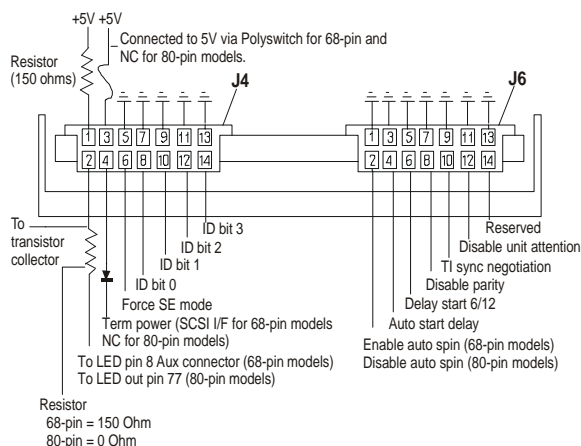 +5V +5V
Connected to 5V via Polyswitch for 68-pin and
NC for 80-pin models.
Resistor
(150 ohms)
J4
J6
1 3 5 7 9 11 13
2 4 6 8 10 12 14
1 3 5 7 9 11 13
2 4 6 8 10 12 14
To
transistor
collector
ID bit 3
ID bit 2
ID bit 1
ID bit 0
Force SE mode
Term power (SCSI I/F for 68-pin models
NC for 80-pin models)
To LED pin 8 Aux connector (68-pin models)
To LED out pin 77 (80-pin models)
Resistor
68-pin = 150 Ohm
80-pin = 0 Ohm
Reserved
Disable unit attention
TI sync negotiation
Disable parity
Delay start 6/12
Auto start delay
Enable auto spin (68-pin models)
Disable auto spin (80-pin models)